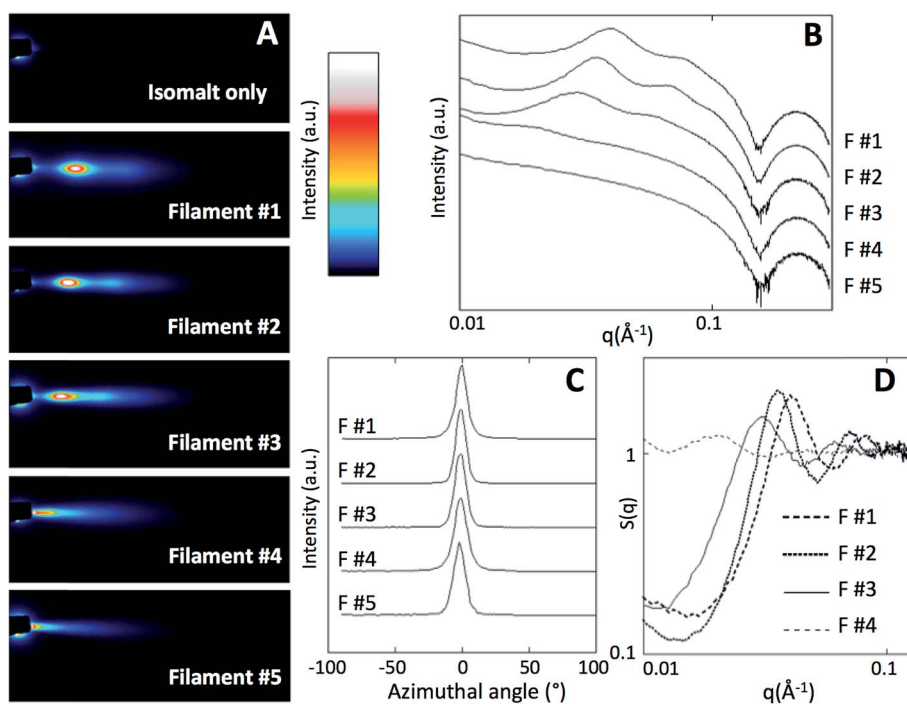 A
Isomalt only
Filament #1
Filament #2
Filament #3
Filament #4
Filament #5
Intensity (a.u.)
B
Intensity (a.u.)
F #1
F #2
F #3
F #4
F #5
0.01
0.1
q(Å-1)
C
Intensity (a.u.)
F #1
F #2
F #3
F #4
F #5
-100
-50
0
50
100
Azimuthal angle (°)
D
S(q)
1
0.1
F #1
F #2
F #3
F #4
0.01
0.1
q(Å-1)